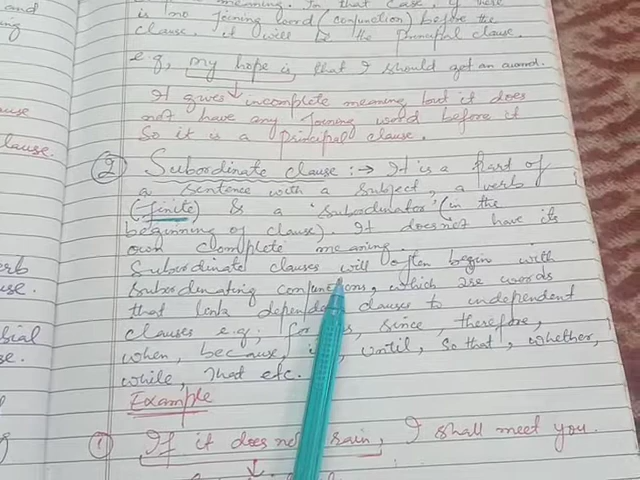 and
meaning. In that case, if there
is no joining word (conjunction) before the
clause, it will be the principal clause.
e.g, my hope is that I should get an award.
It gives incomplete meaning but it does
not have any joining word before it
So it is a principal clause.
② Subordinate clause :→ It is a part of
a sentence with a subject, a verb
(finite) & a 'subordinator' (in the
beginning of clause). It does not have its
own complete meaning.
Subordinate clauses will often begin with
subordinating conjunctions, which are words
that link clauses to independent
clauses e.g; since, therefore,
when, because, until, so that, whether,
while, that etc.
Example
① If it does not rain, I shall meet you.